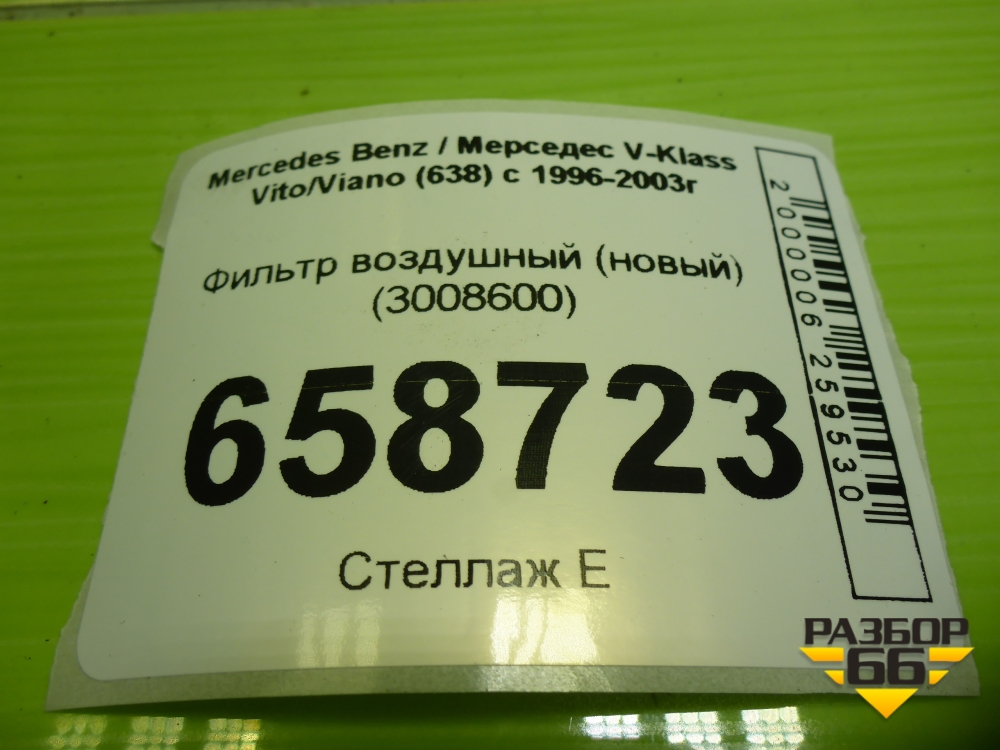 Mercedes Benz / Мерседес V-Klass
Vito/Viano (638) с 1996-2003г
Фильтр воздушный (новый)
(3008600)
658723
Стеллаж Е
2000006259530
РАЗБОР
66